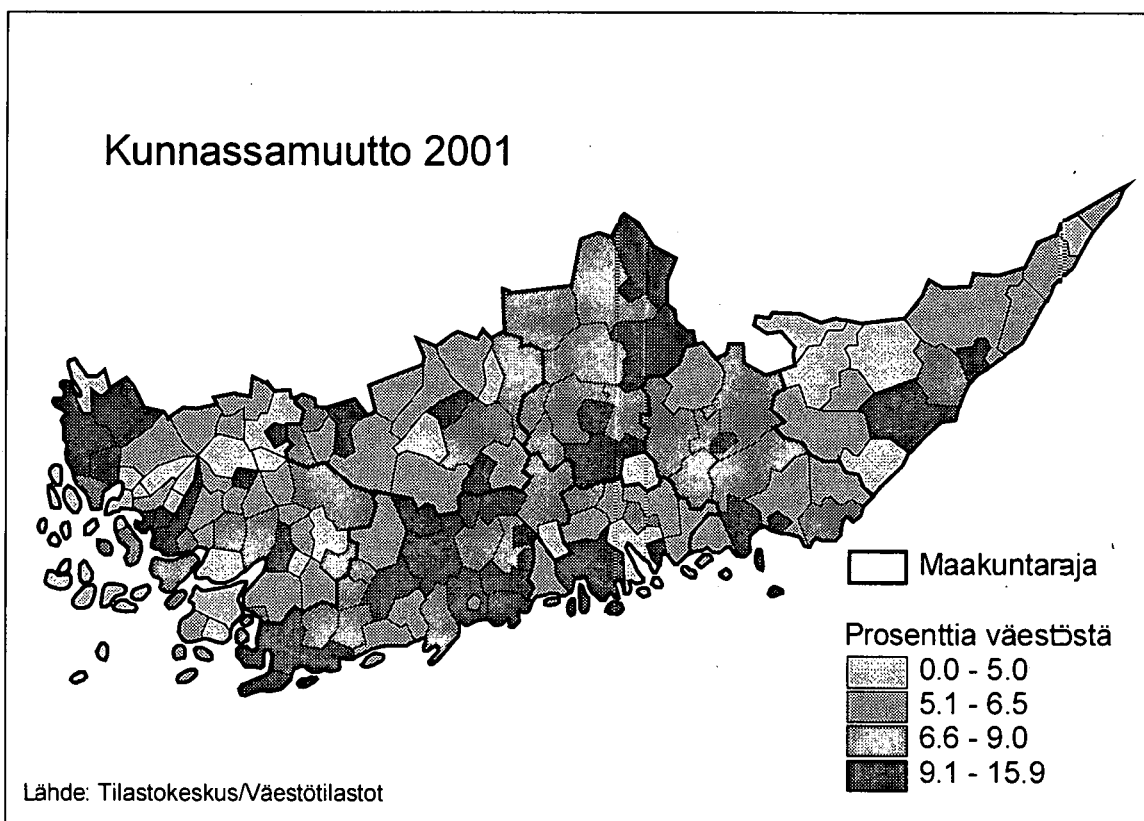 Kunnassamuutto 2001
Maakuntaraja
Prosenttia väestöstä
0.0 - 5.0
5.1 - 6.5
6.6 - 9.0
9.1 - 15.9
Lähde: Tilastokeskus/Väestötilastot